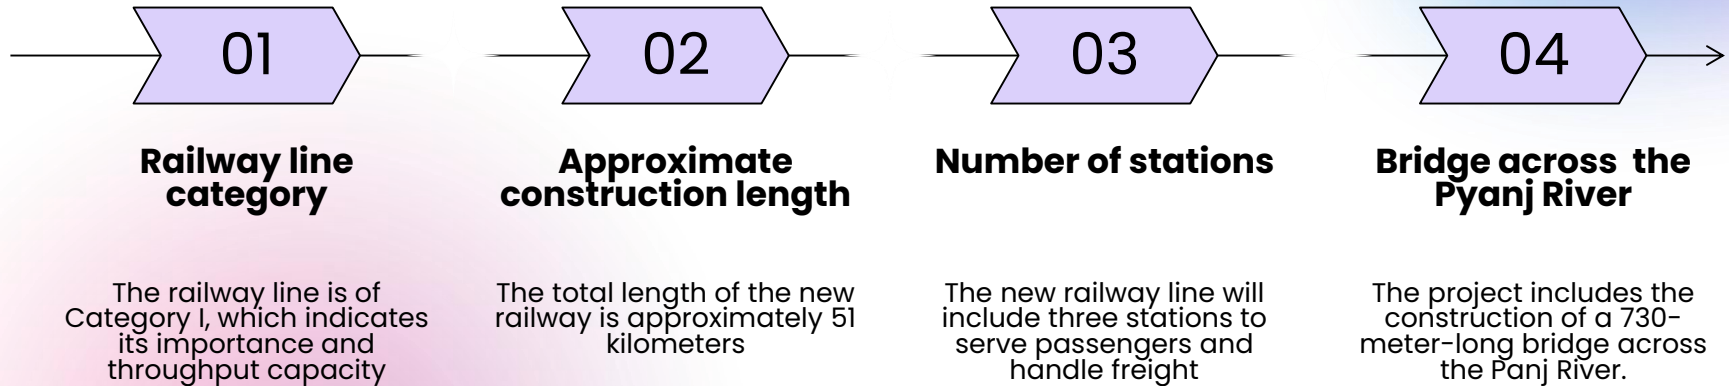 01
Railway line
category
The railway line is of
Category I, which indicates
its importance and
throughput capacity
02
Approximate
construction length
The total length of the new
railway is approximately 51
kilometers
03
Number of stations
The new railway line will
include three stations to
serve passengers and
handle freight
04
Bridge across  the
Pyanj River
The project includes the
construction of a 730-
meter-long bridge across
the Panj River.